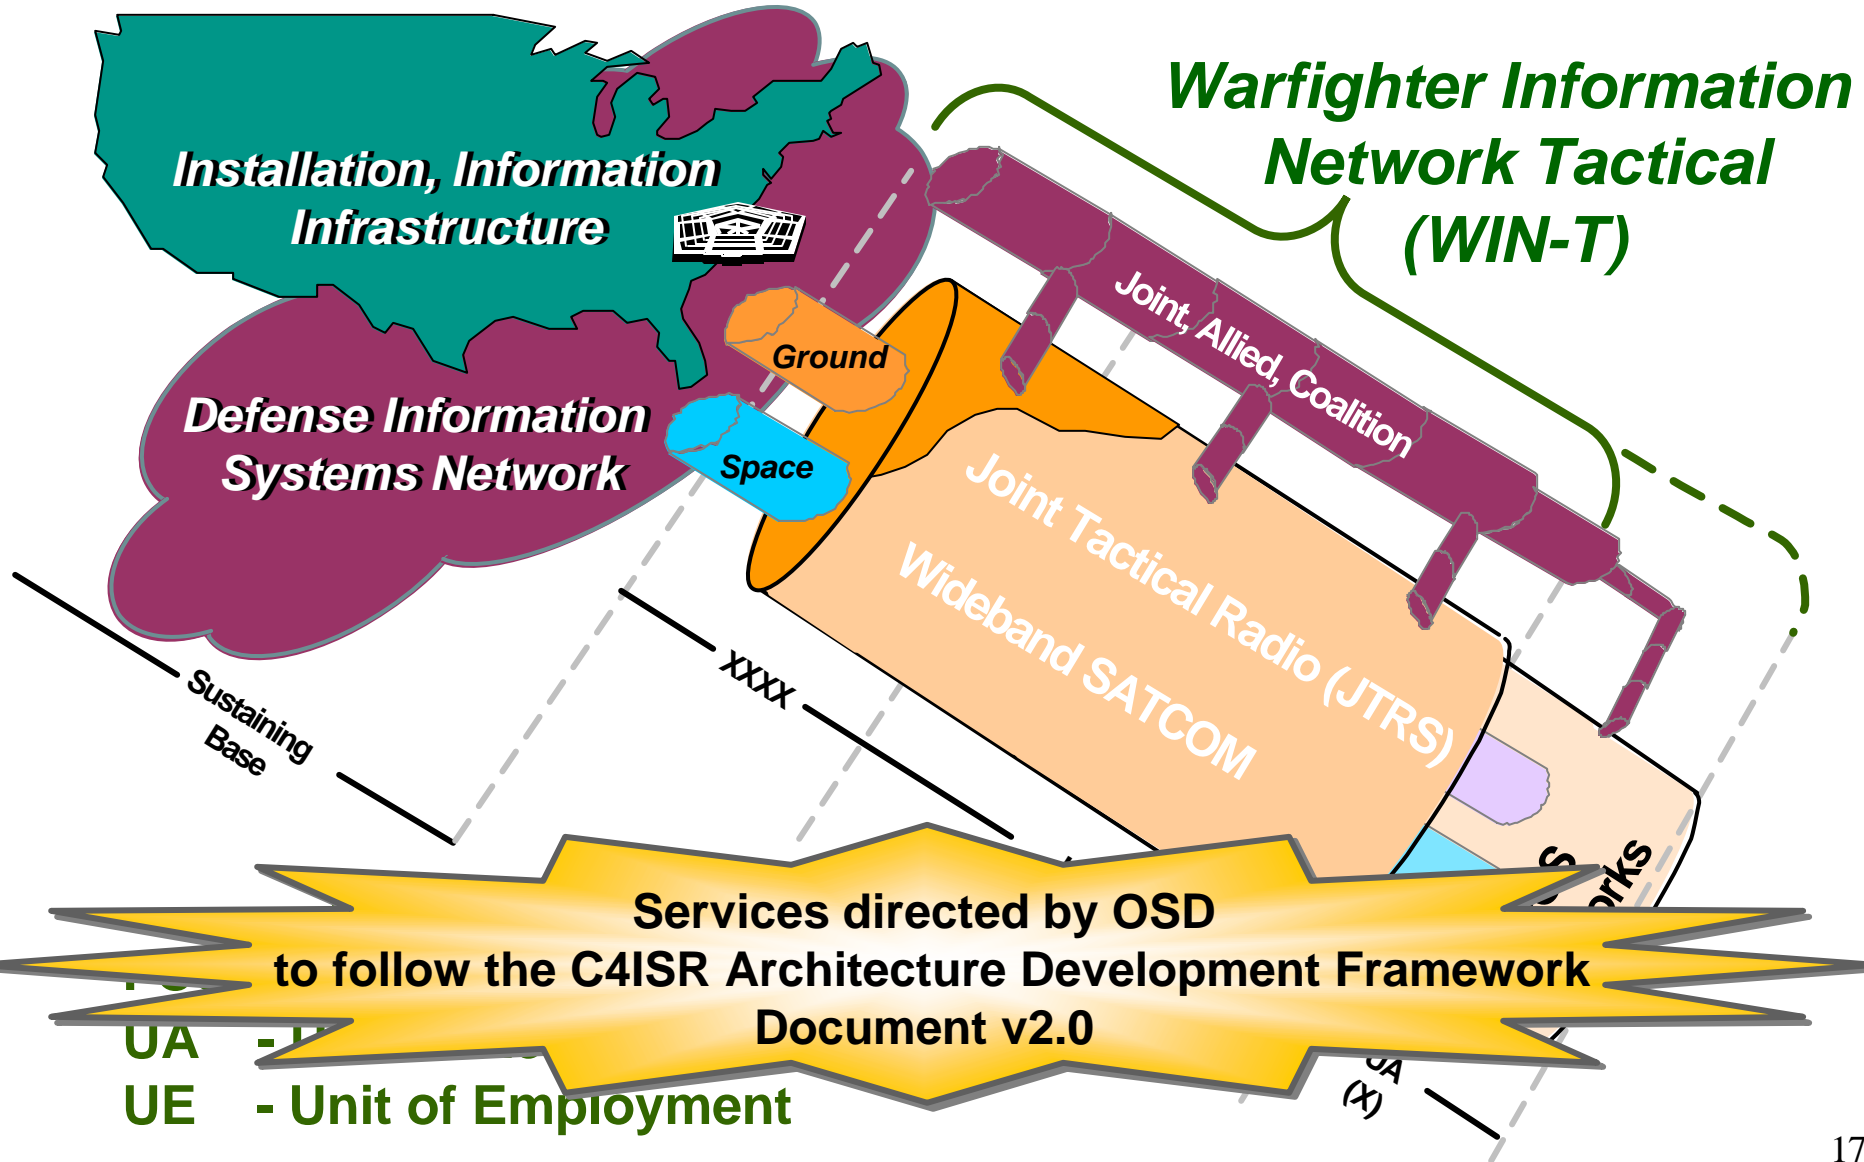 Warfighter Information
Network Tactical
(WIN-T)
Installation, Information
Infrastructure
Joint, Allied, Coalition
Ground
Defense Information
Systems Network
Space
Joint Tactical Radio (JTRS)
Wideband SATCOM
Sustaining
Base
XXXX
Services directed by OSD
to follow the C4ISR Architecture Development Framework
Document v2.0
UA -
UE - Unit of Employment
UA
(X)
17